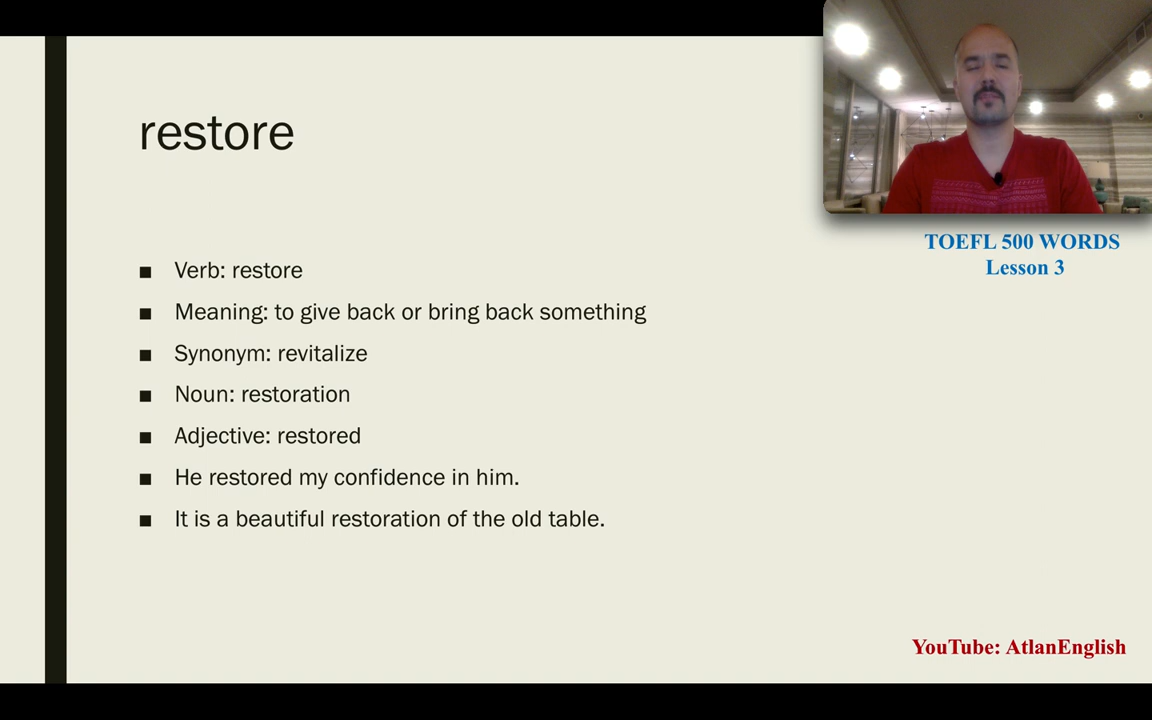 restore
TOEFL 500 WORDS
Lesson 3
■ Verb: restore
■ Meaning: to give back or bring back something
■ Synonym: revitalize
■ Noun: restoration
■ Adjective: restored
■ He restored my confidence in him.
■ It is a beautiful restoration of the old table.
YouTube: AtlanEnglish